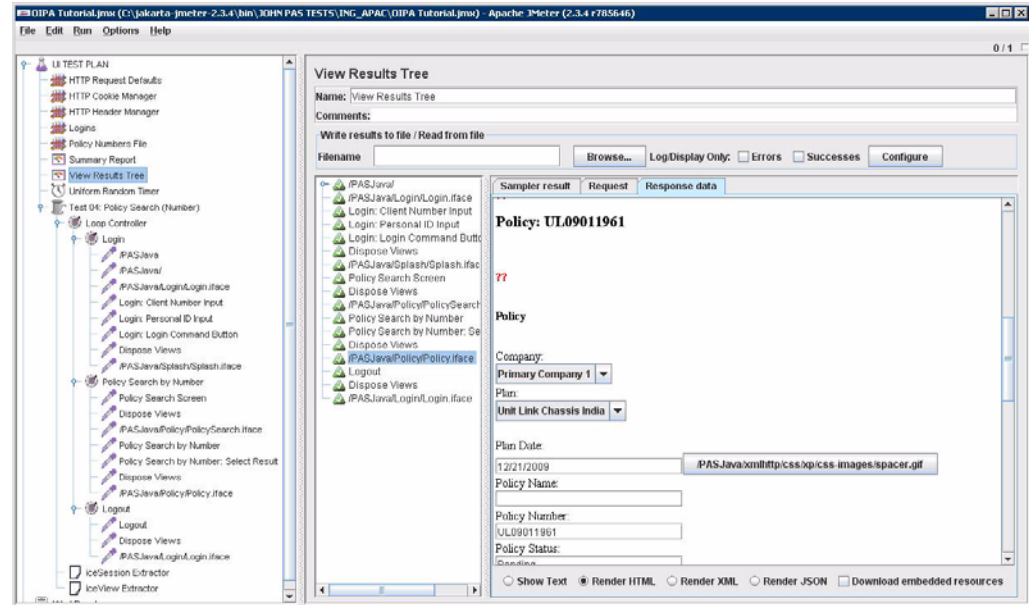 OIPA Tutorial.jmx (C:\jakarta-jmeter-2.3.4\bin\JOHN PAS TESTS\ING_APAC\OIPA Tutorial.jmx) - Apache JMeter (2.3.4 r785646)
File Edit Run Options Help
0 / 1
UI TEST PLAN
HTTP Request Defaults
HTTP Cookie Manager
HTTP Header Manager
Logins
Policy Numbers File
Summary Report
View Results Tree
Uniform Random Timer
Test 04: Policy Search (Number)
Loop Controller
Login
/PASJava
/PASJava/
/PASJava/Login/Login.iface
Login: Client Number Input
Login: Personal ID Input
Login: Login Command Button
Dispose Views
/PASJava/Splash/Splash.iface
Policy Search by Number
Policy Search Screen
Dispose Views
/PASJava/Policy/PolicySearch.iface
Policy Search by Number
Policy Search by Number: Select Result
Dispose Views
/PASJava/Policy/Policy.iface
Logout
Logout
Dispose Views
/PASJava/Login/Login.iface
iceSession Extractor
iceView Extractor
View Results Tree
Name: View Results Tree
Comments:
Write results to file / Read from file
Filename Browse... Log/Display Only: Errors Successes Configure
/PASJava/
/PASJava/Login/Login.iface
Login: Client Number Input
Login: Personal ID Input
Login: Login Command Butto
Dispose Views
/PASJava/Splash/Splash.ifac
Policy Search Screen
Dispose Views
/PASJava/Policy/PolicySearch
Policy Search by Number
Policy Search by Number: Se
Dispose Views
/PASJava/Policy/Policy.iface
Logout
Dispose Views
/PASJava/Login/Login.iface
Sampler result Request Response data
Policy: UL09011961
??
Policy
Company:
Primary Company 1
Plan:
Unit Link Chassis India
Plan Date:
12/21/2009 /PASJava/xmlhttp/css/xp/css-images/spacer.gif
Policy Name:
Policy Number:
UL09011961
Policy Status:
Pending
Show Text Render HTML Render XML Render JSON Download embedded resources